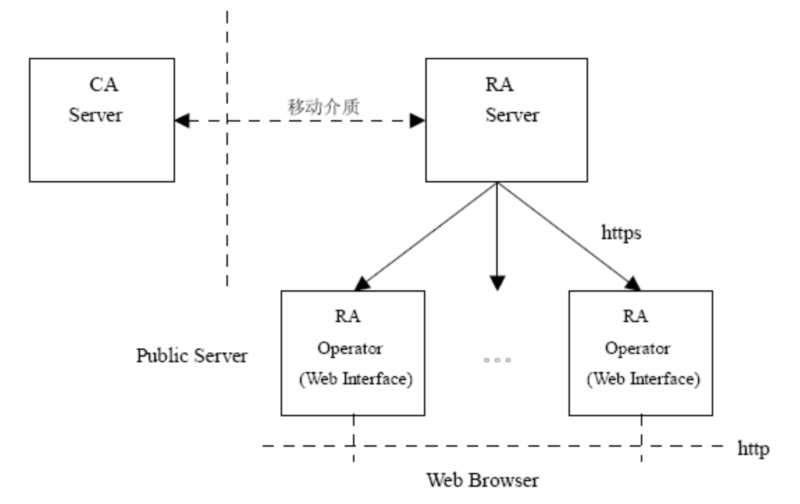 CA
Server
移动介质
RA
Server
https
Public Server
RA
Operator
(Web Interface)
。。。
RA
Operator
(Web Interface)
http
Web Browser